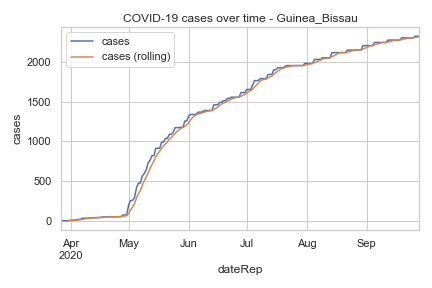 COVID-19 cases over time - Guinea_Bissau
cases
cases (rolling)
cases
2000
1500
1000
500
0
Apr May Jun Jul Aug Sep
2020
dateRep